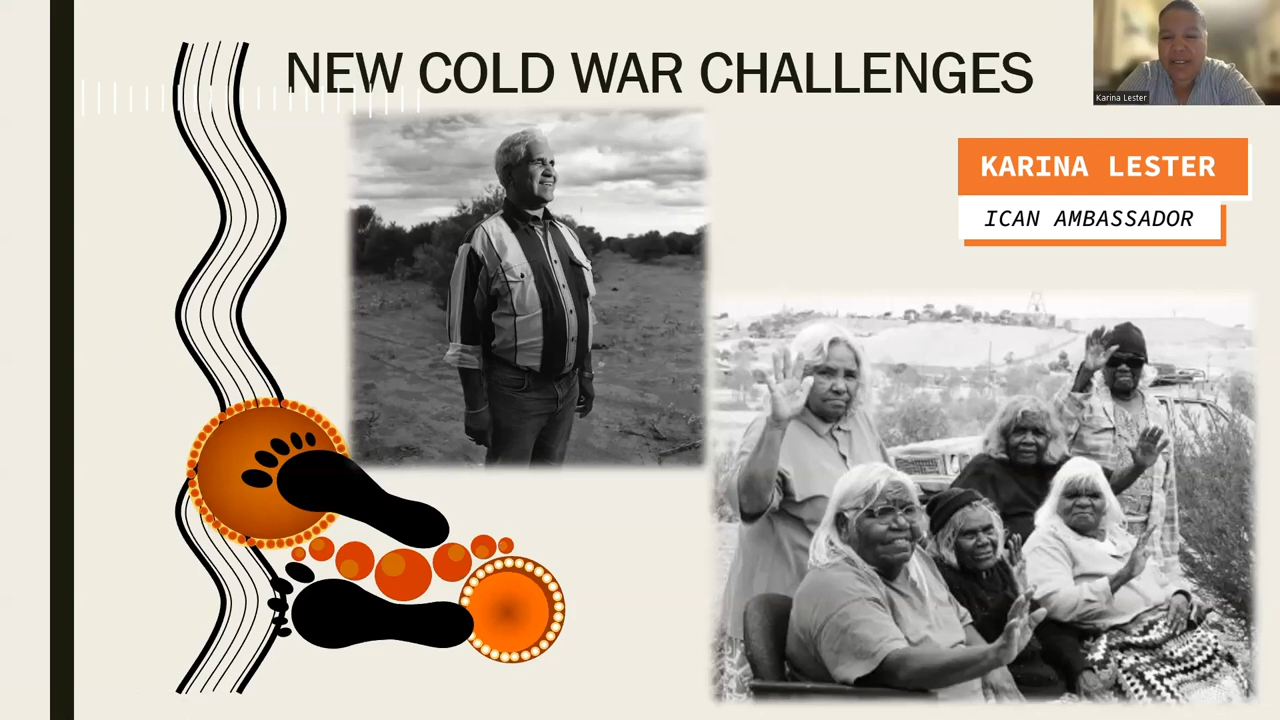 NEW COLD WAR CHALLENGES
Karina Lester
KARINA LESTER
ICAN AMBASSADOR